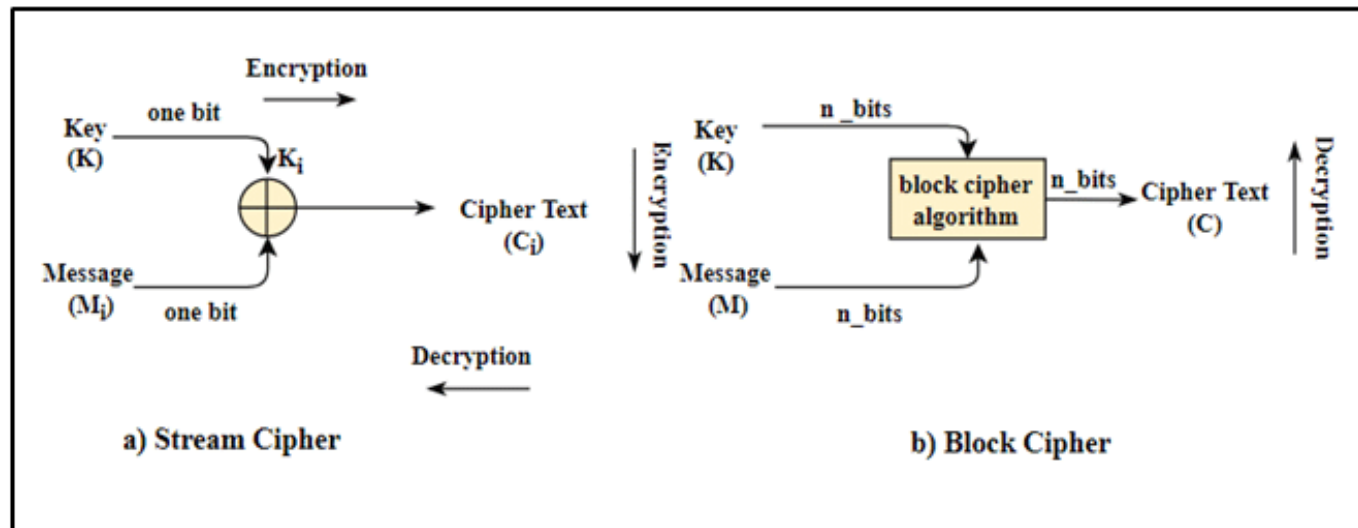 Encryption
one bit
Key
(K)
Ki
Cipher Text
(Ci)
Message
(Mi)
one bit
Decryption
a) Stream Cipher
Encryption
n _bits
Key
(K)
block cipher
algorithm
n_bits
Cipher Text
(C)
Message
(M)
n_bits
Decryption
b) Block Cipher